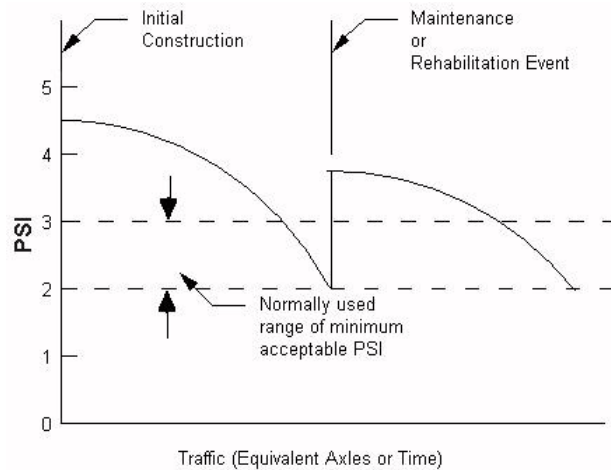 Initial
Construction
Maintenance
or
Rehabilitation Event
5
4
3
2
1
0
PSI
Normally used
range of minimum
acceptable PSI
Traffic (Equivalent Axles or Time)